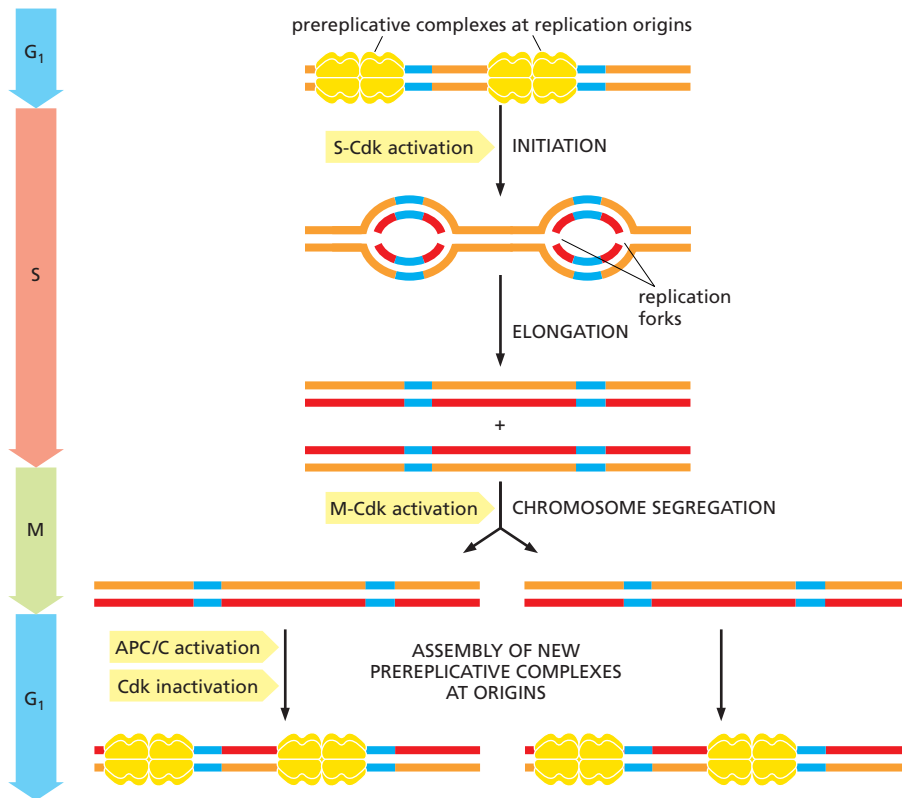 prereplicative complexes at replication origins
G1
S-Cdk activation
INITIATION
S
replication
forks
ELONGATION
+
M-Cdk activation
CHROMOSOME SEGREGATION
M
APC/C activation
Cdk inactivation
ASSEMBLY OF NEW
PREREPLICATIVE COMPLEXES
AT ORIGINS
G1